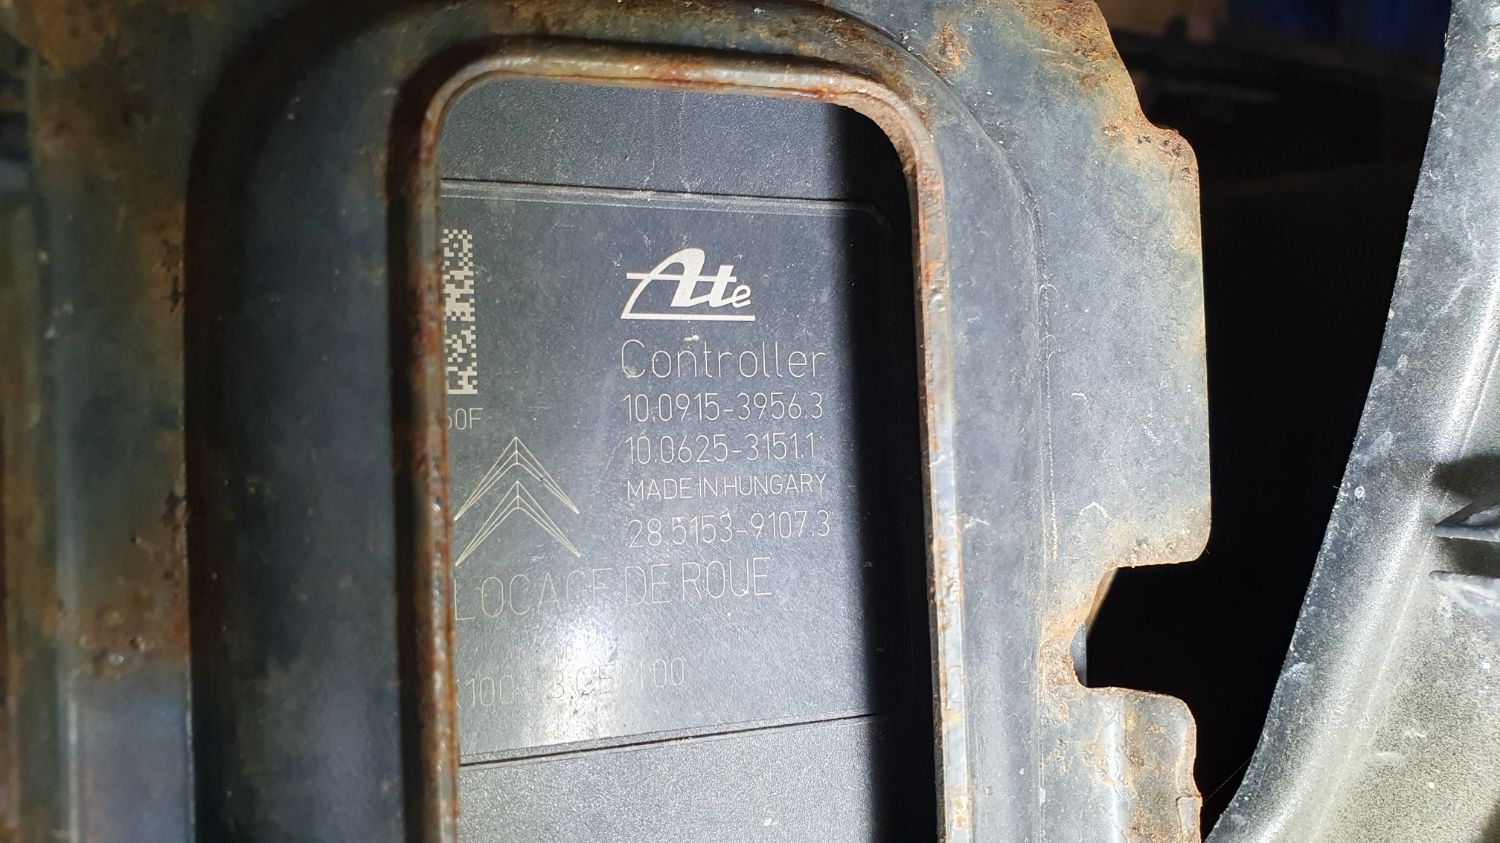 Ate
Controller
10.0915-3956.3
10.0625-3151.1
60F
MADE IN HUNGARY
28.5153-9107.3
LOCAGE DE ROUE